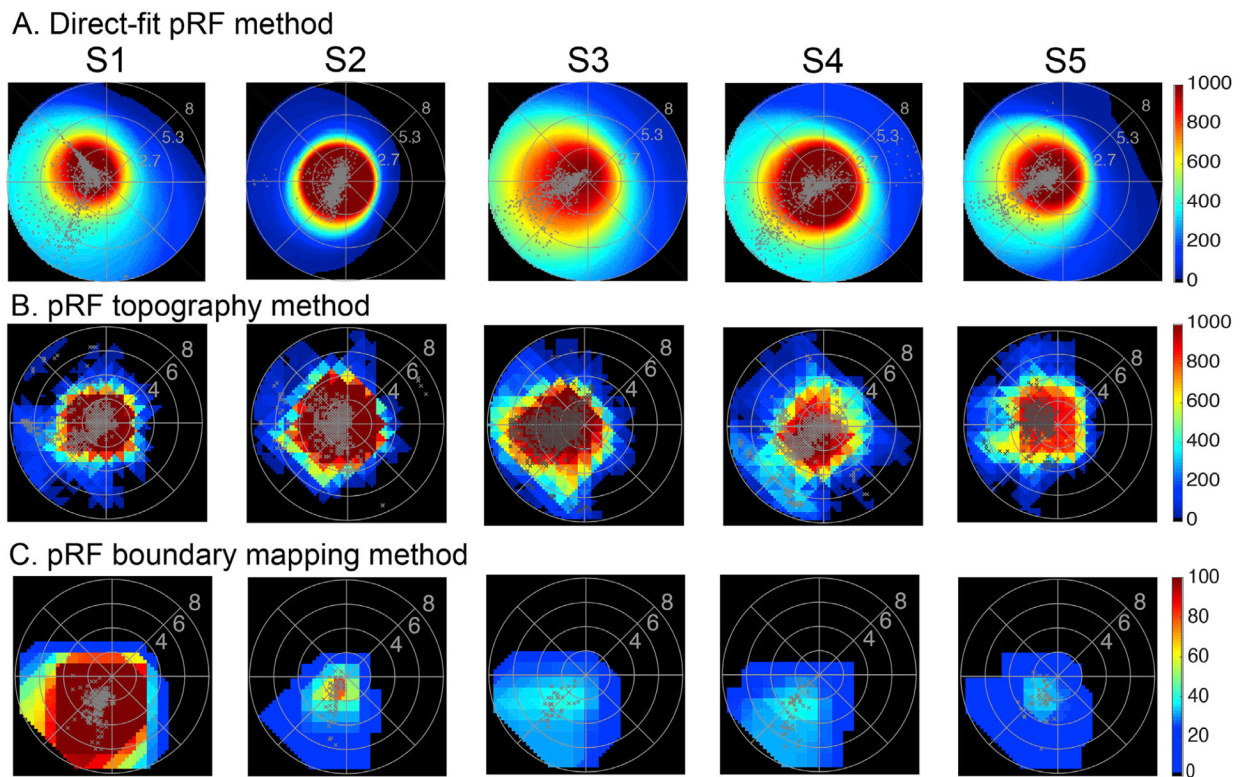 A. Direct-fit pRF method
S1 S2 S3 S4 S5
8 8 8 8 8 1000
5.3 5.3 5.3 5.3 5.3 800
2.7 2.7 2.7 2.7 2.7 600
400
200
0
B. pRF topography method
8 8 8 8 8 1000
6 6 6 6 6 800
4 4 4 4 4 600
400
200
0
C. pRF boundary mapping method
8 8 8 8 8 100
6 6 6 6 6 80
4 4 4 4 4 60
40
20
0